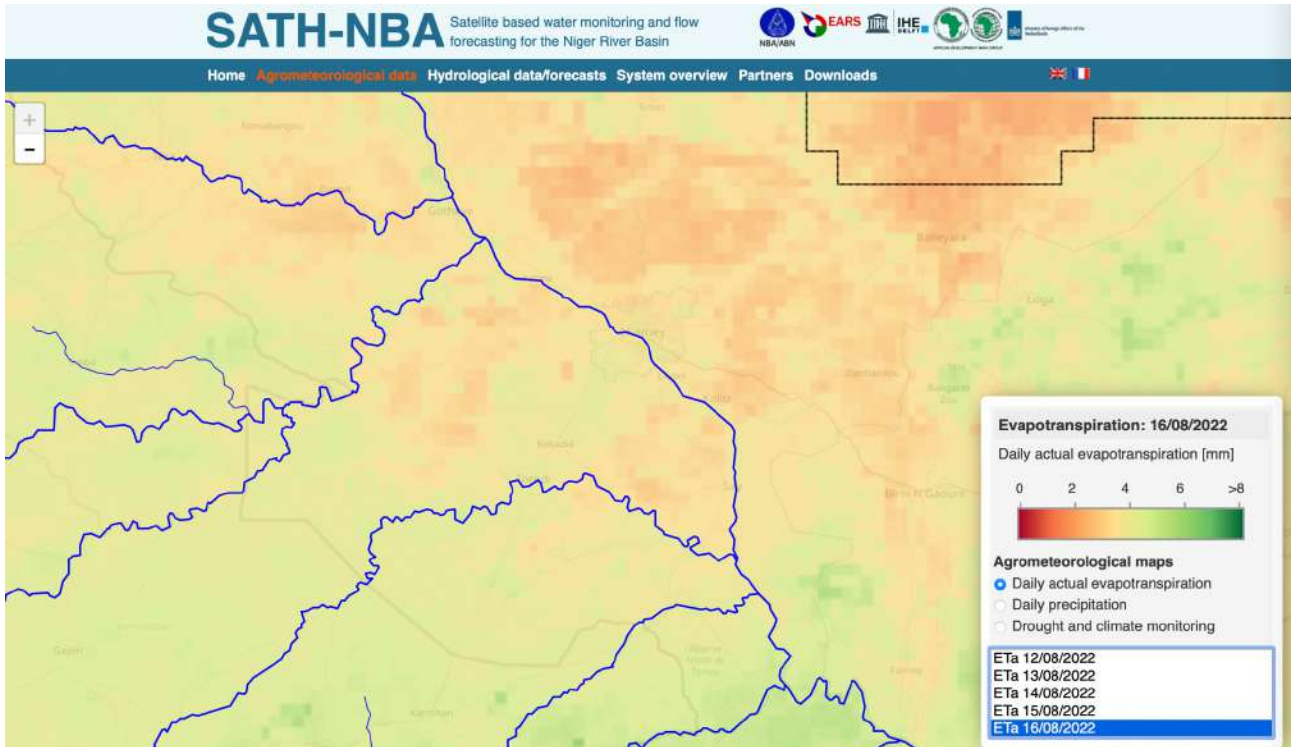 SATH-NBA
Satellite based water monitoring and flow
forecasting for the Niger River Basin
NBA/ABN
EARS
IHE
DELFT
Home Agrometeorological data Hydrological data/forecasts System overview Partners Downloads
+
-
Balleyara
Loga
Kollo
Birni N'Gaoure
Evapotranspiration: 16/08/2022
Daily actual evapotranspiration [mm]
0 2 4 6 >8
Agrometeorological maps
Daily actual evapotranspiration
Daily precipitation
Drought and climate monitoring
ETa 12/08/2022
ETa 13/08/2022
ETa 14/08/2022
ETa 15/08/2022
ETa 16/08/2022